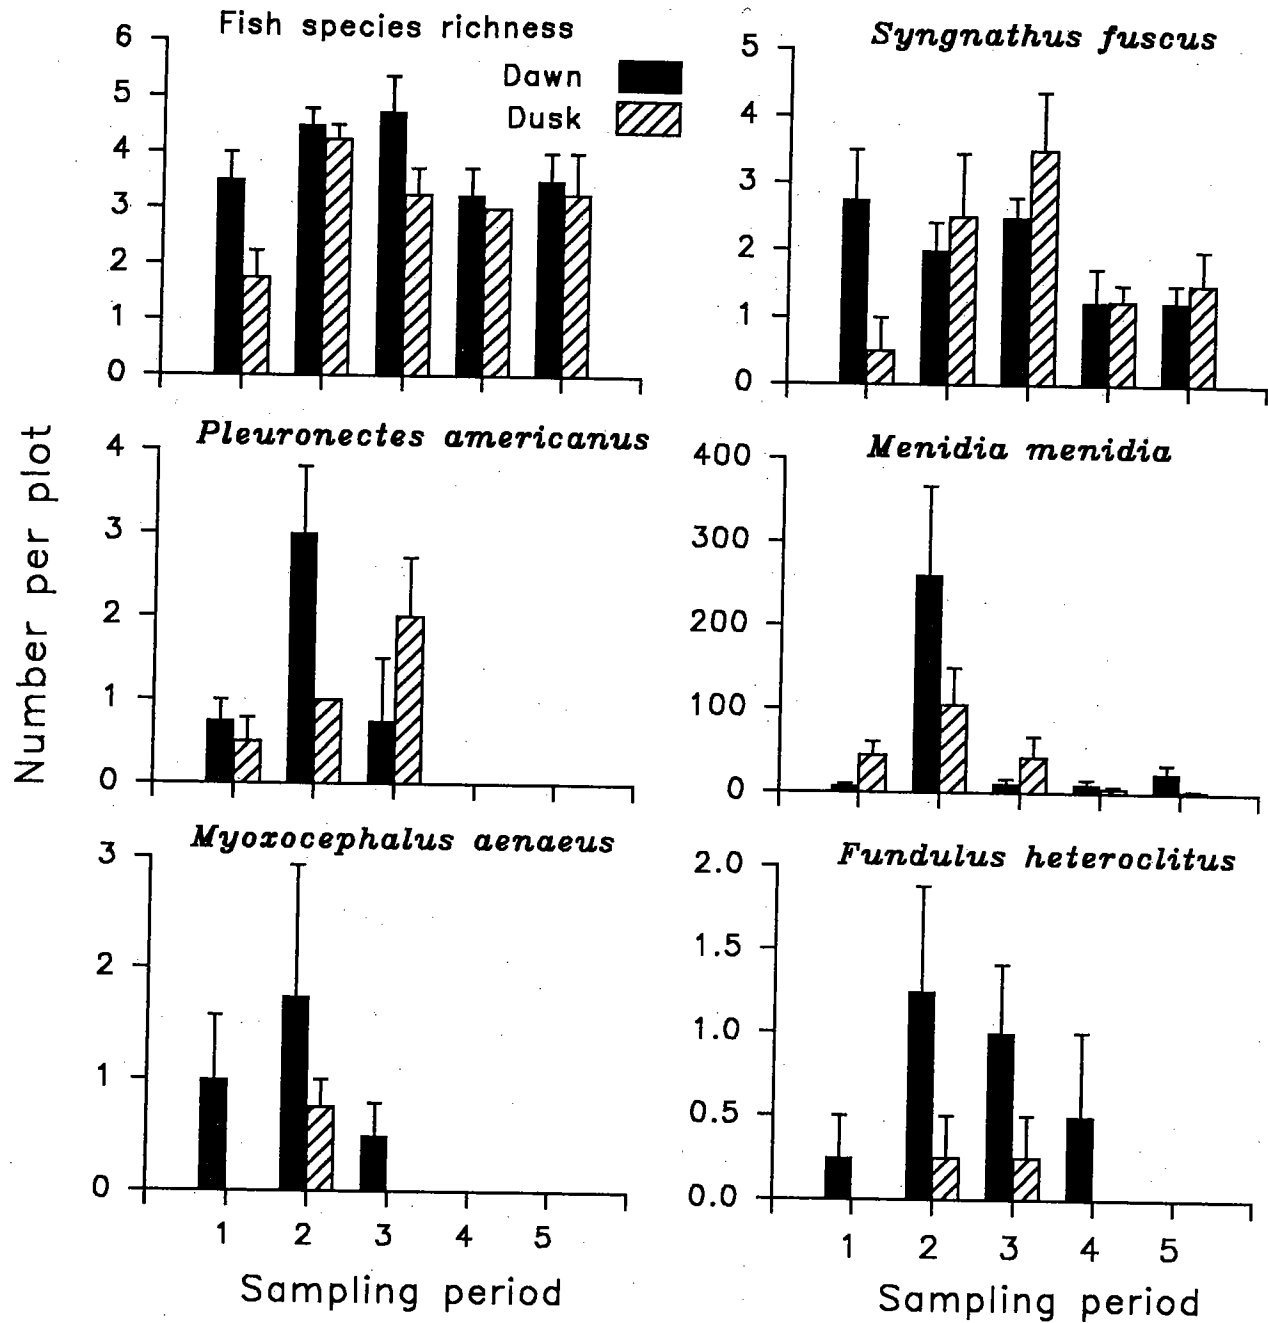 Fish species richness
Dawn
Dusk
6
5
4
3
2
1
0
Syngnathus fuscus
5
4
3
2
1
0
Number per plot
Pleuronectes americanus
4
3
2
1
0
Menidia menidia
400
300
200
100
0
Myoxocephalus aenaeus
3
2
1
0
1 2 3 4 5
Sampling period
Fundulus heteroclitus
2.0
1.5
1.0
0.5
0.0
1 2 3 4 5
Sampling period